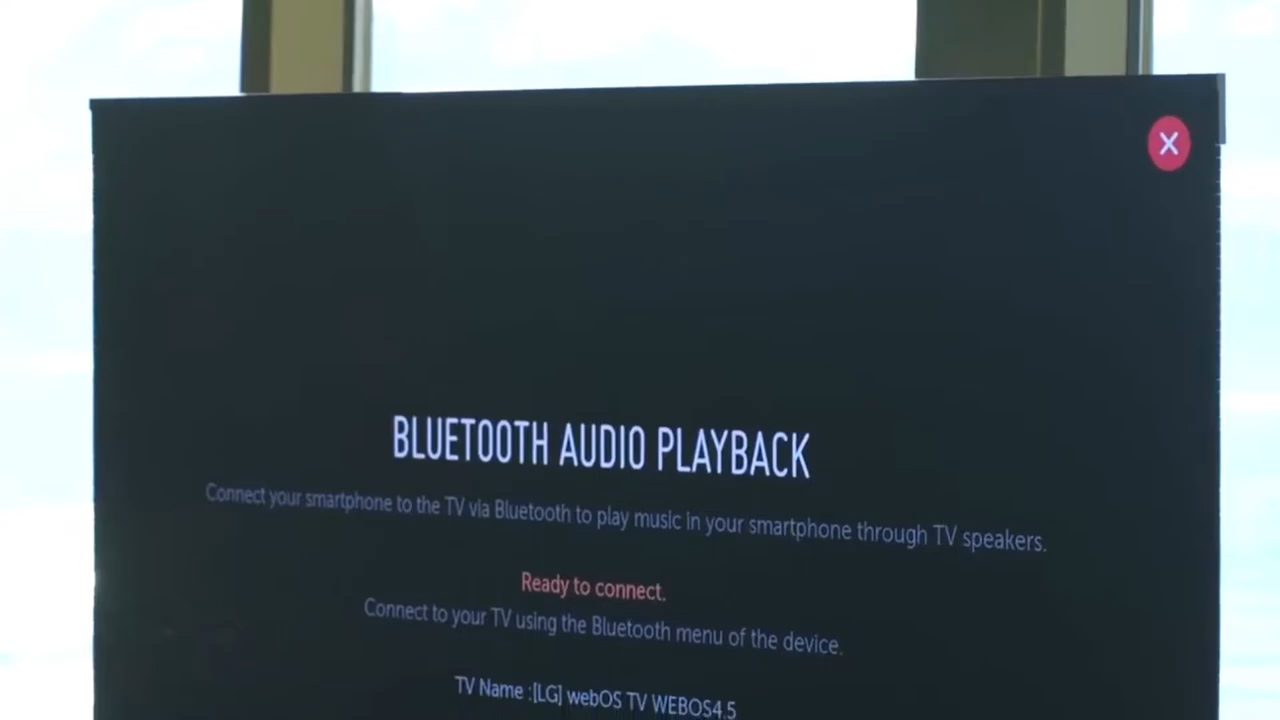 X
BLUETOOTH AUDIO PLAYBACK
Connect your smartphone to the TV via Bluetooth to play music in your smartphone through TV speakers.
Ready to connect.
Connect to your TV using the Bluetooth menu of the device.
TV Name :[LG] webOS TV WEBOS4.5